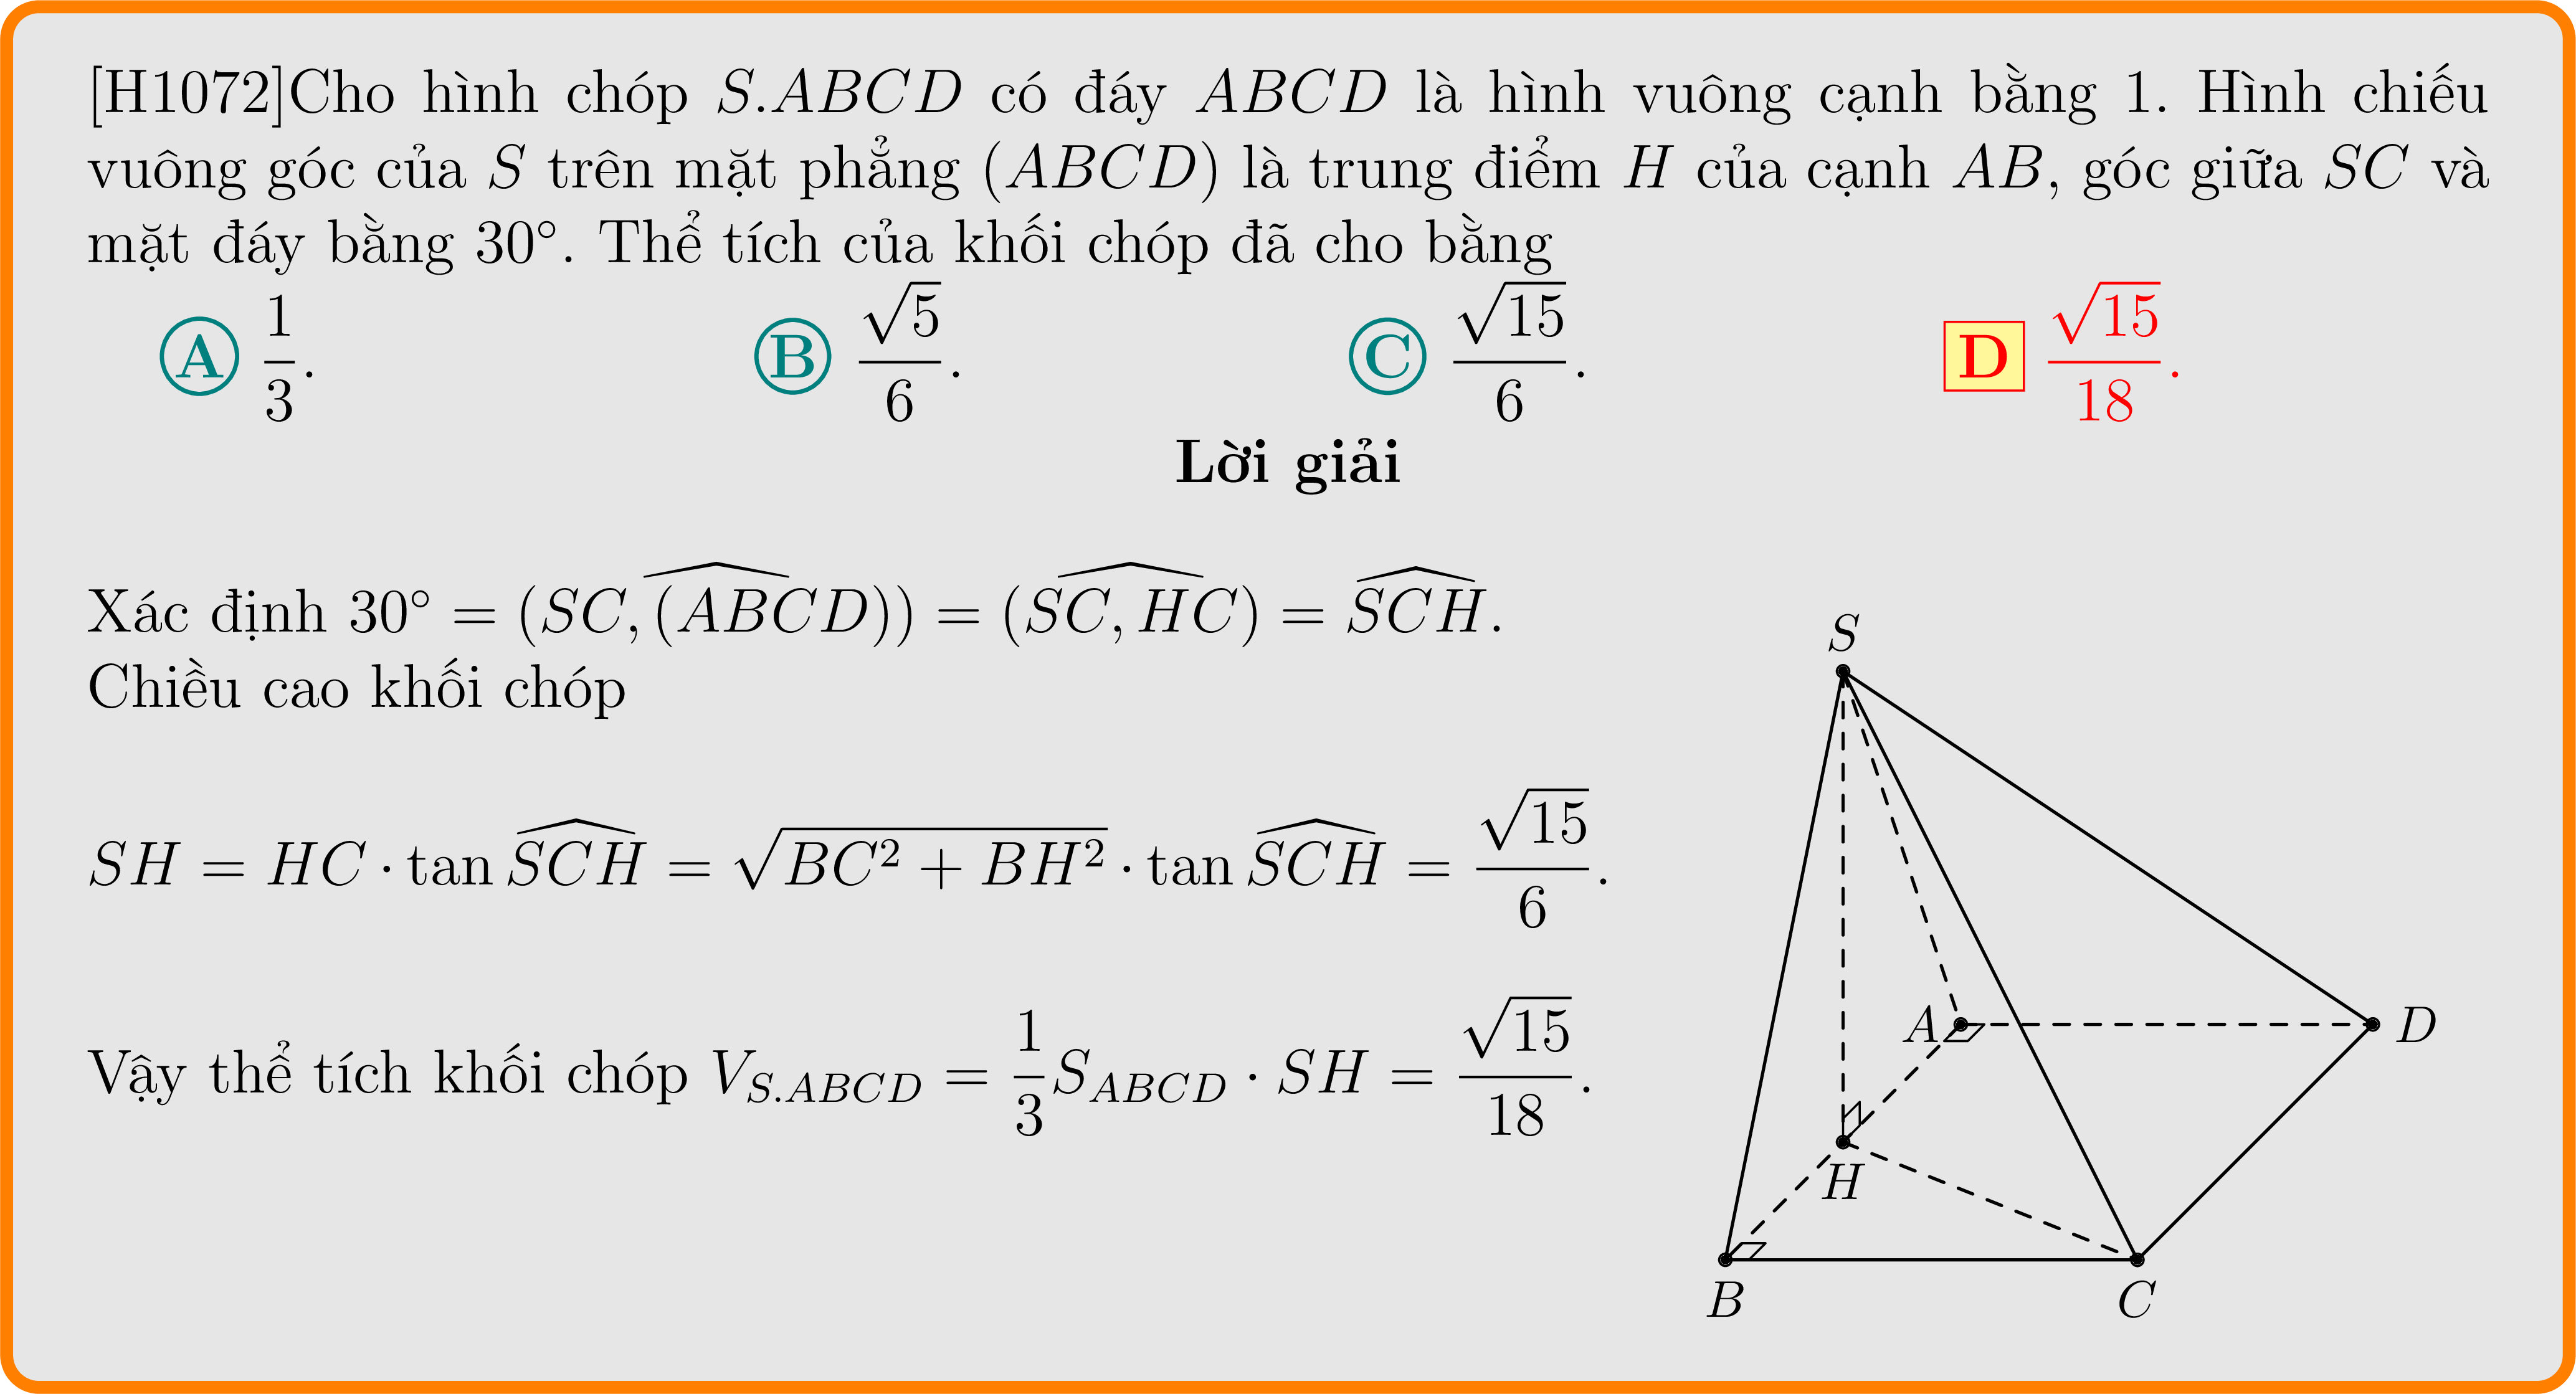 [H1072]Cho hình chóp S.ABCD có đáy ABCD là hình vuông cạnh bằng 1. Hình chiếu
vuông góc của S trên mặt phẳng (ABCD) là trung điểm H của cạnh AB, góc giữa SC và
mặt đáy bằng 30°. Thể tích của khối chóp đã cho bằng
A $\frac{1}{3}$. B $\frac{\sqrt{5}}{6}$. C $\frac{\sqrt{15}}{6}$. D $\frac{\sqrt{15}}{18}$.
Lời giải
Xác định $30° = \widehat{(SC,(ABCD))} = \widehat{(SC,HC)} = \widehat{SCH}$.
Chiều cao khối chóp
$SH = HC \cdot \tan\widehat{SCH} = \sqrt{BC^2 + BH^2} \cdot \tan\widehat{SCH} = \frac{\sqrt{15}}{6}$.
Vậy thể tích khối chóp $V_{S.ABCD} = \frac{1}{3}S_{ABCD} \cdot SH = \frac{\sqrt{15}}{18}$.
S
A
D
H
B
C